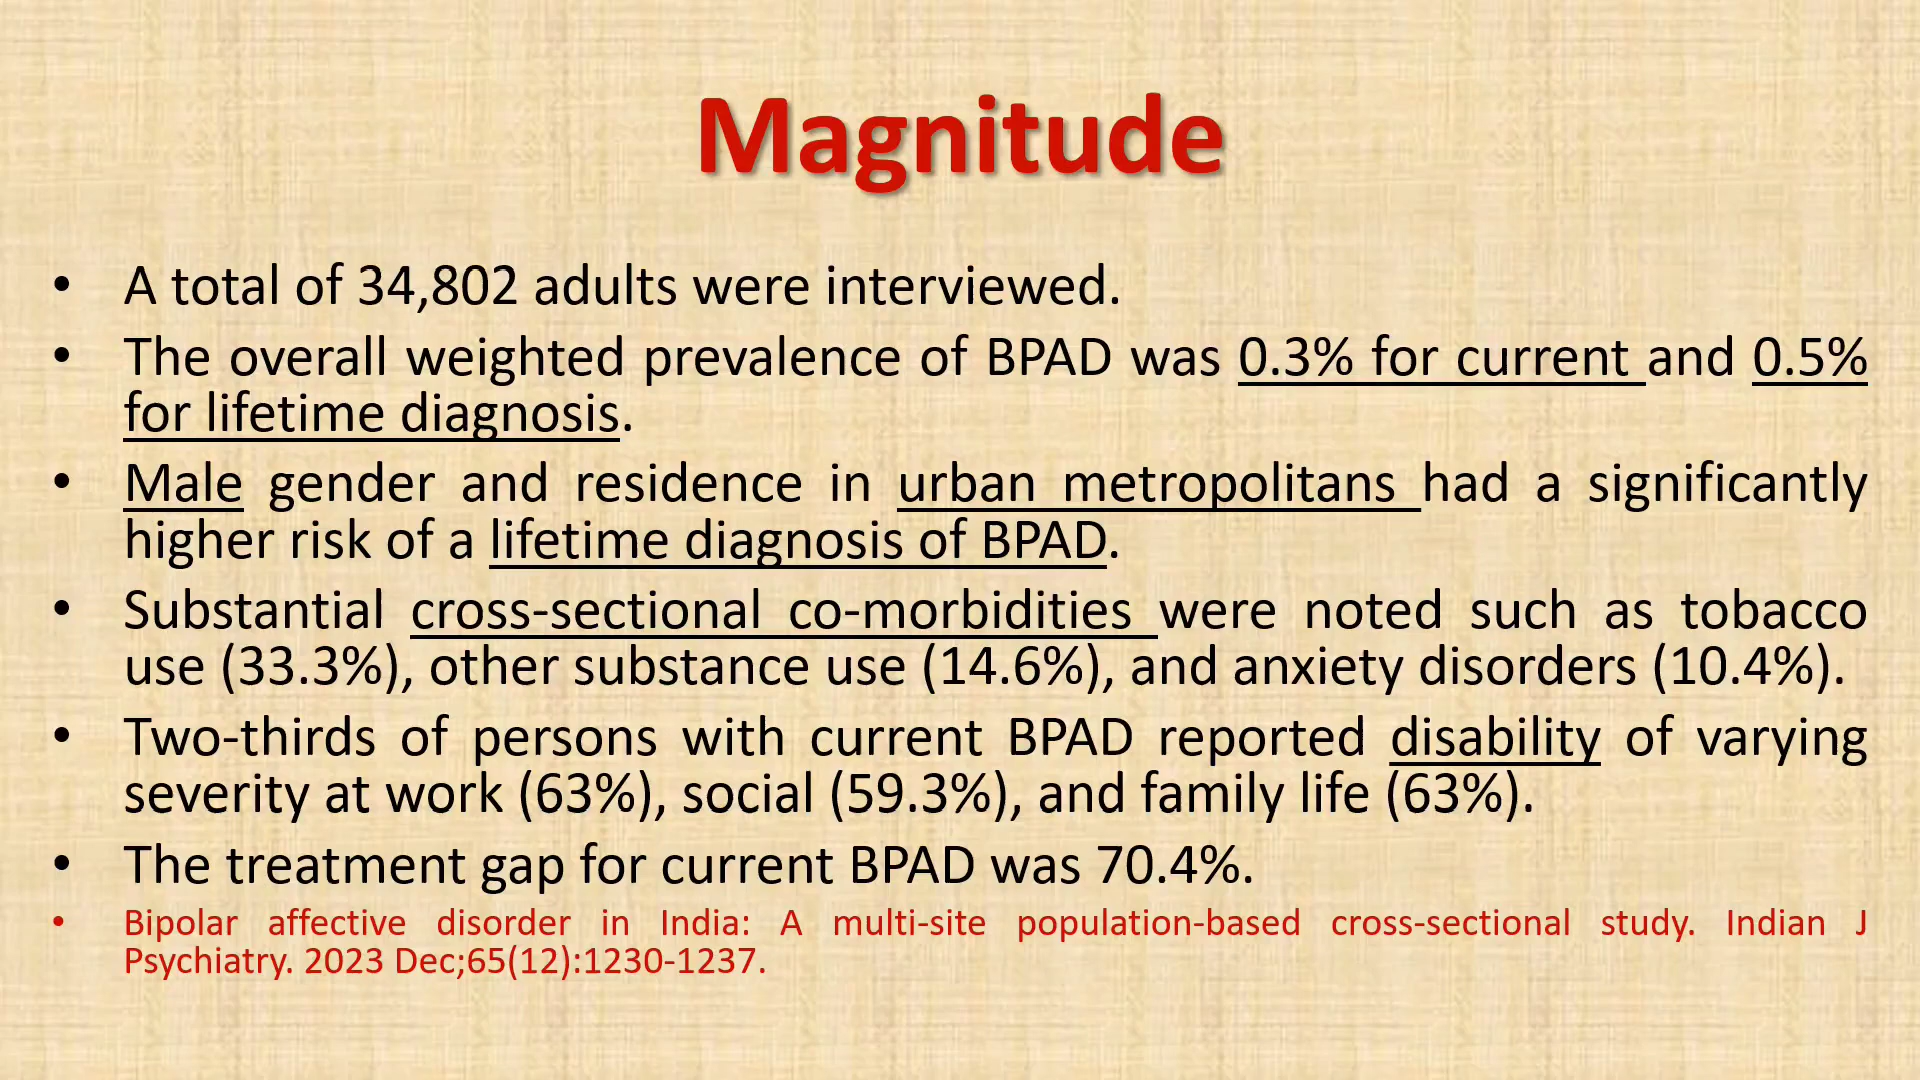 Magnitude
• A total of 34,802 adults were interviewed.
• The overall weighted prevalence of BPAD was 0.3% for current and 0.5%
for lifetime diagnosis.
• Male gender and residence in urban metropolitans had a significantly
higher risk of a lifetime diagnosis of BPAD.
• Substantial cross-sectional co-morbidities were noted such as tobacco
use (33.3%), other substance use (14.6%), and anxiety disorders (10.4%).
• Two-thirds of persons with current BPAD reported disability of varying
severity at work (63%), social (59.3%), and family life (63%).
• The treatment gap for current BPAD was 70.4%.
• Bipolar affective disorder in India: A multi-site population-based cross-sectional study. Indian J
Psychiatry. 2023 Dec;65(12):1230-1237.